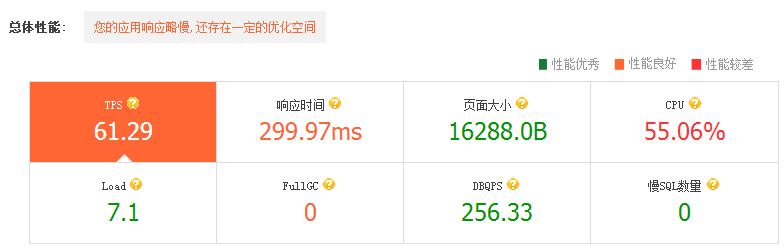 总体性能： 您的应用响应略慢,还存在一定的优化空间
性能优秀 性能良好 性能较差
TPS 响应时间 页面大小 CPU
61.29 299.97ms 16288.0B 55.06%
Load FullGC DBQPS 慢SQL数量
7.1 0 256.33 0